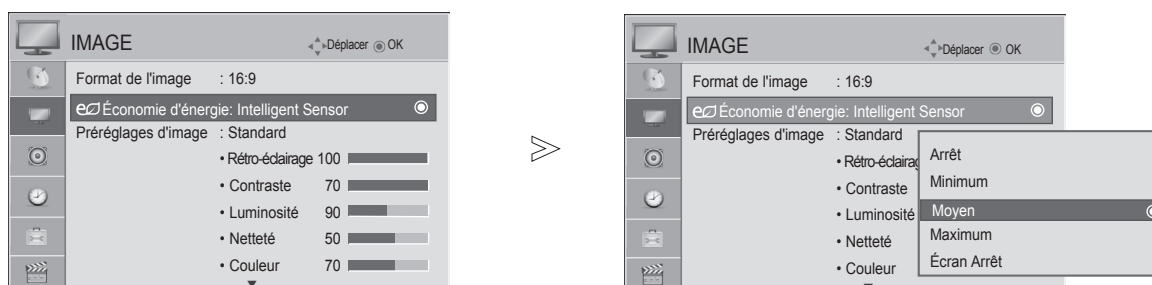 IMAGE
Déplacer OK
Format de l'image : 16:9
Économie d'énergie: Intelligent Sensor
Préréglages d'image : Standard
• Rétro-éclairage 100
• Contraste 70
• Luminosité 90
• Netteté 50
• Couleur 70
IMAGE
Déplacer OK
Format de l'image : 16:9
Économie d'énergie: Intelligent Sensor
Préréglages d'image : Standard
• Rétro-éclairag
• Contraste
• Luminosité
• Netteté
• Couleur
Arrêt
Minimum
Moyen
Maximum
Écran Arrêt